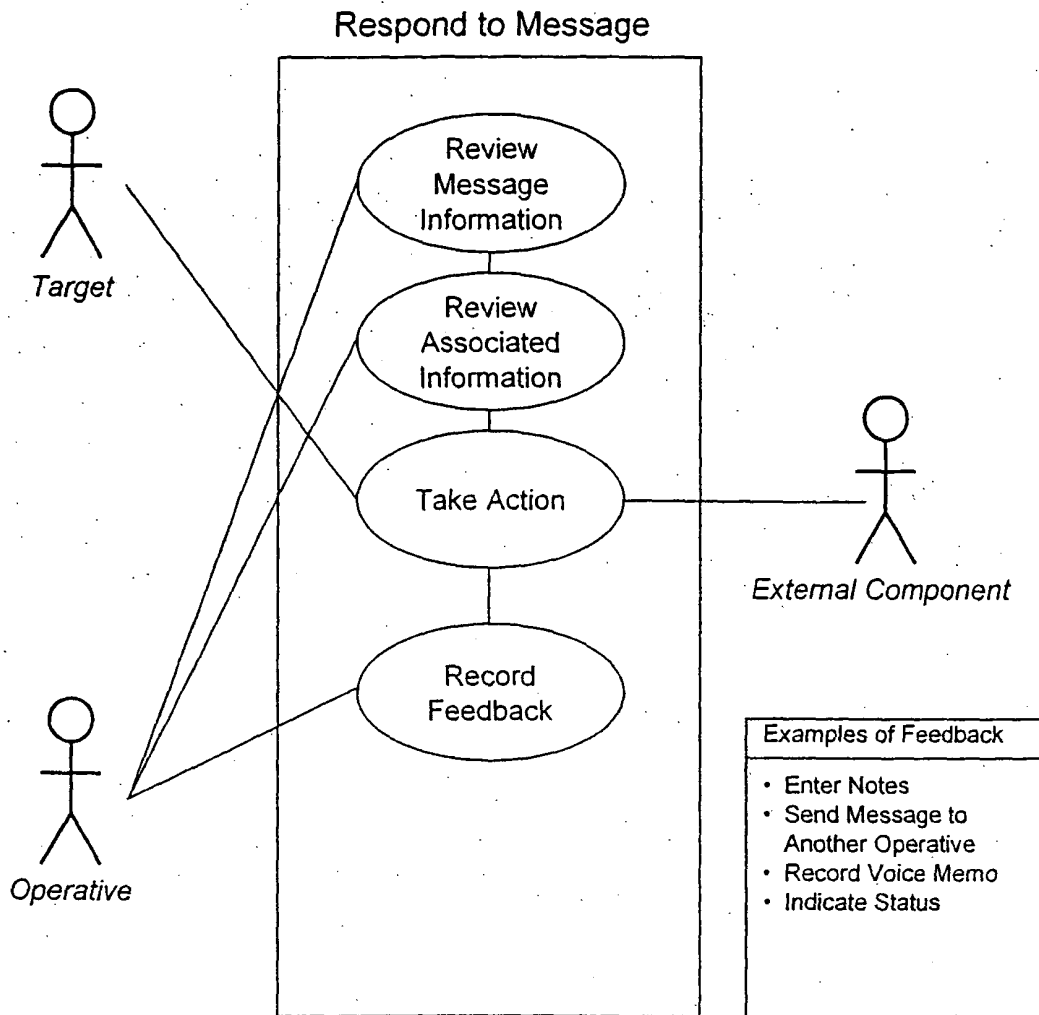 Respond to Message
Review
Message
Information
Target
Review
Associated
Information
Take Action
External Component
Record
Feedback
Operative
Examples of Feedback
• Enter Notes
• Send Message to
Another Operative
• Record Voice Memo
• Indicate Status